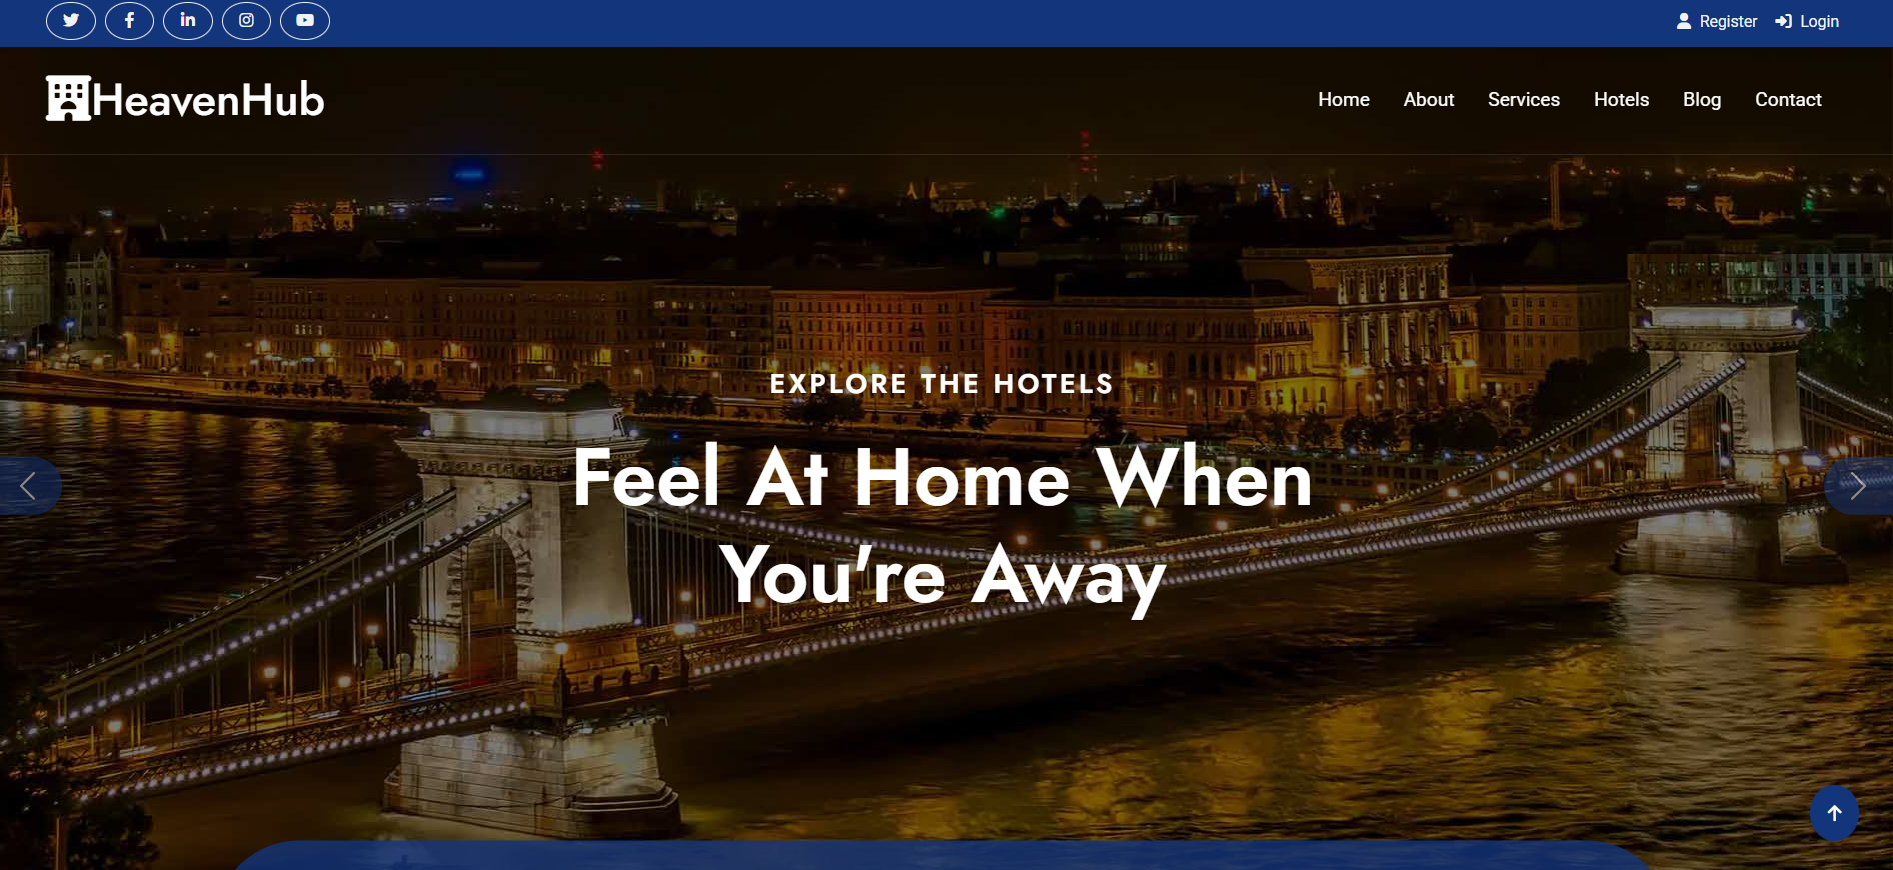 Register
Login
HeavenHub
Home
About
Services
Hotels
Blog
Contact
EXPLORE THE HOTELS
Feel At Home When
You're Away